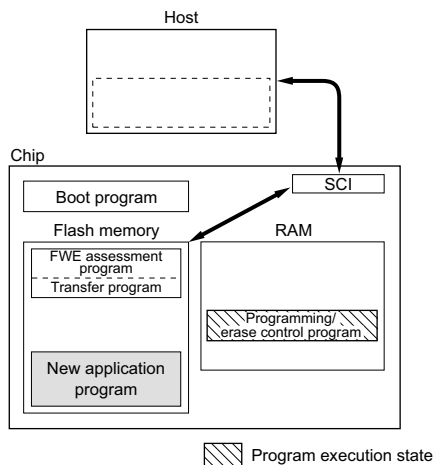 Host
Chip
SCI
Boot program
Flash memory
RAM
FWE assessment
program
Transfer program
Programming/
erase control program
New application
program
Program execution state